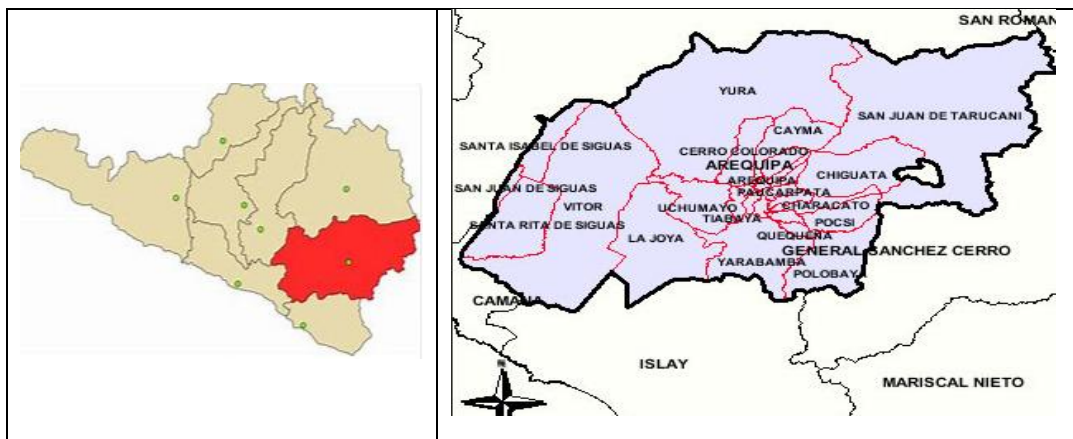 SAN ROMAN
YURA
SAN JUAN DE TARUCANI
CAYMA
SANTA ISABEL DE SIGUAS
CERRO COLORADO
AREQUIPA
CHIGUATA
AREQUIPA
SAN JUAN DE SIGUAS
PAUCARPATA
VITOR
UCHUMAYO
CHARACATO
TIABAYA
POCSI
SANTA RITA DE SIGUAS
LA JOYA
QUEQUEÑA
GENERAL SANCHEZ CERRO
YARABAMBA
POLOBAYA
CAMANA
ISLAY
N
MARISCAL NIETO